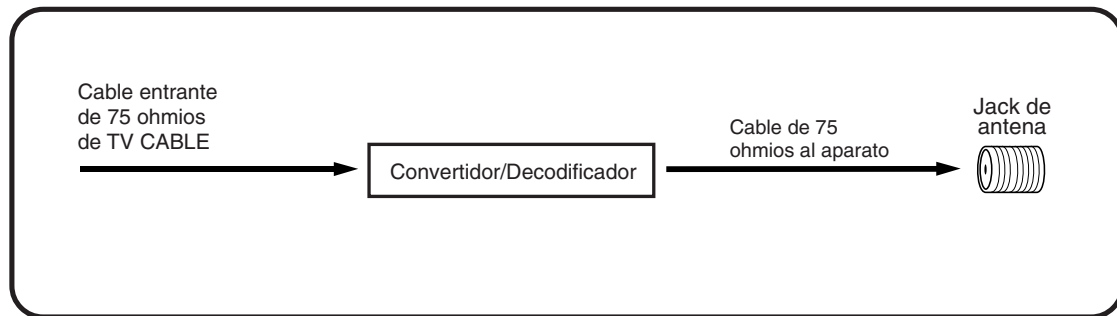 Cable entrante
de 75 ohmios
de TV CABLE
Convertidor/Decodificador
Cable de 75
ohmios al aparato
Jack de
antena